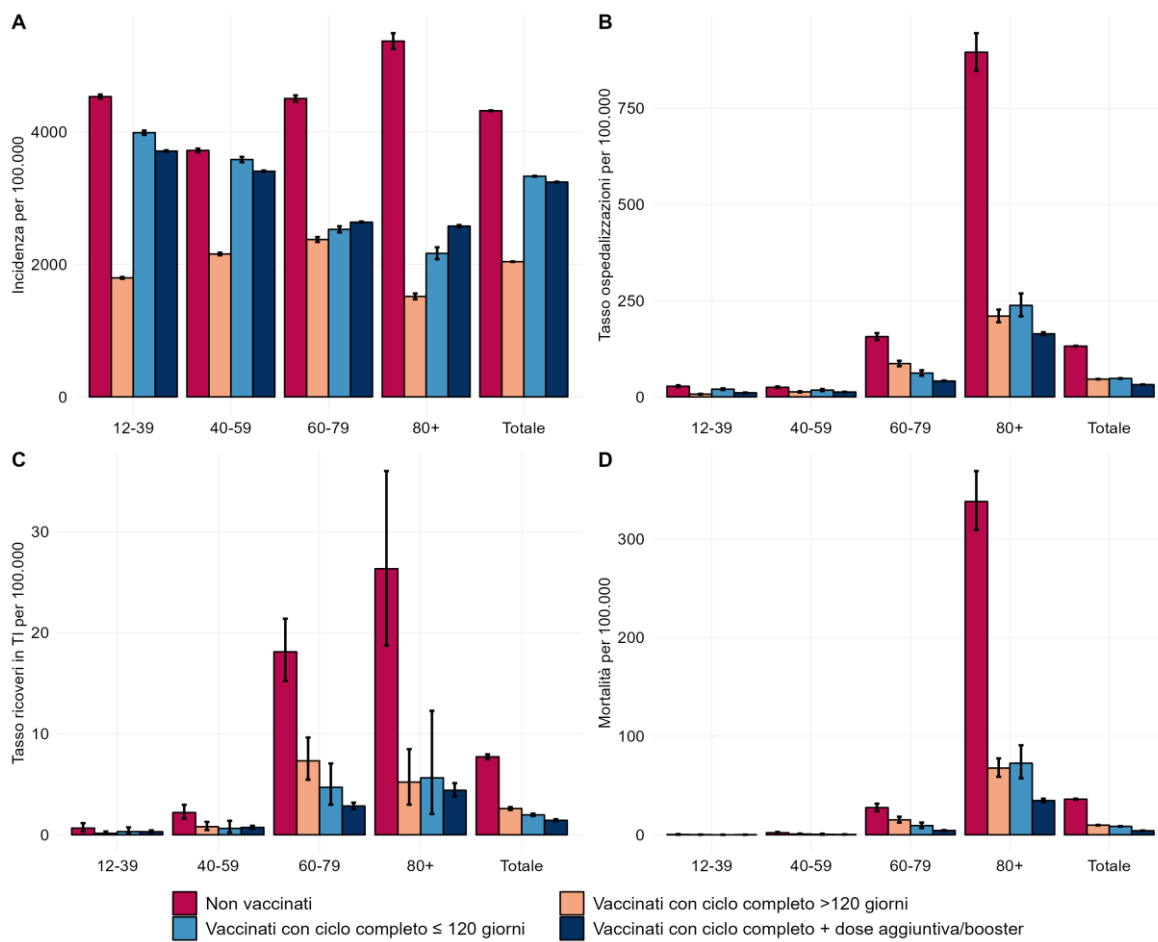 A
Incidenza per 100.000
4000
2000
0
12-39 40-59 60-79 80+ Totale
B
Tasso ospedalizzazioni per 100.000
750
500
250
0
12-39 40-59 60-79 80+ Totale
C
Tasso ricoveri in TI per 100.000
30
20
10
0
12-39 40-59 60-79 80+ Totale
D
Mortalità per 100.000
300
200
100
0
12-39 40-59 60-79 80+ Totale
Non vaccinati
Vaccinati con ciclo completo >120 giorni
Vaccinati con ciclo completo ≤ 120 giorni
Vaccinati con ciclo completo + dose aggiuntiva/booster